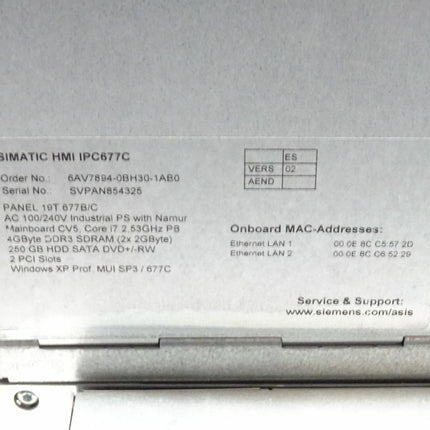 SIMATIC HMI IPC677C
Order No.: 6AV7894-0BH30-1AB0
Serial No.: SVPAN854325
PANEL 19T 677B/C
AC 100/240V Industrial PS with Namur
Mainboard CV5, Core i7 2.53GHz PB
4GByte DDR3 SDRAM (2x 2GByte)
250 GB HDD SATA DVD+/-RW
2 PCI Slots
Windows XP Prof. MUI SP3 / 677C
ES
VERS 02
AEND
Onboard MAC-Addresses:
Ethernet LAN 1 00 0E 8C C5 57 2D
Ethernet LAN 2 00 0E 8C C6 52 29
Service & Support:
www.siemens.com/asis